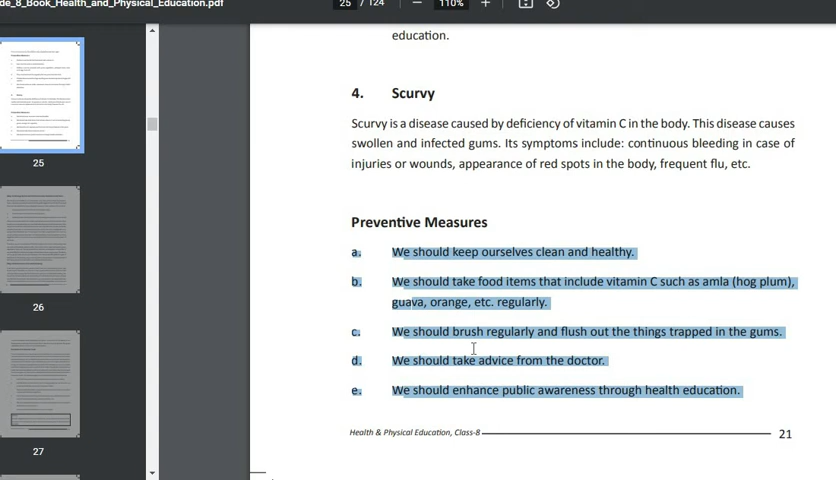 de_8_Book_Health_and_Physical_Education.pdf
25 / 124
110%
education.
4. Scurvy
Scurvy is a disease caused by deficiency of vitamin C in the body. This disease causes
swollen and infected gums. Its symptoms include: continuous bleeding in case of
injuries or wounds, appearance of red spots in the body, frequent flu, etc.
Preventive Measures
a. We should keep ourselves clean and healthy.
b. We should take food items that include vitamin C such as amla (hog plum),
guava, orange, etc. regularly.
c. We should brush regularly and flush out the things trapped in the gums.
d. We should take advice from the doctor.
e. We should enhance public awareness through health education.
Health & Physical Education, Class-8 21
25
26
27